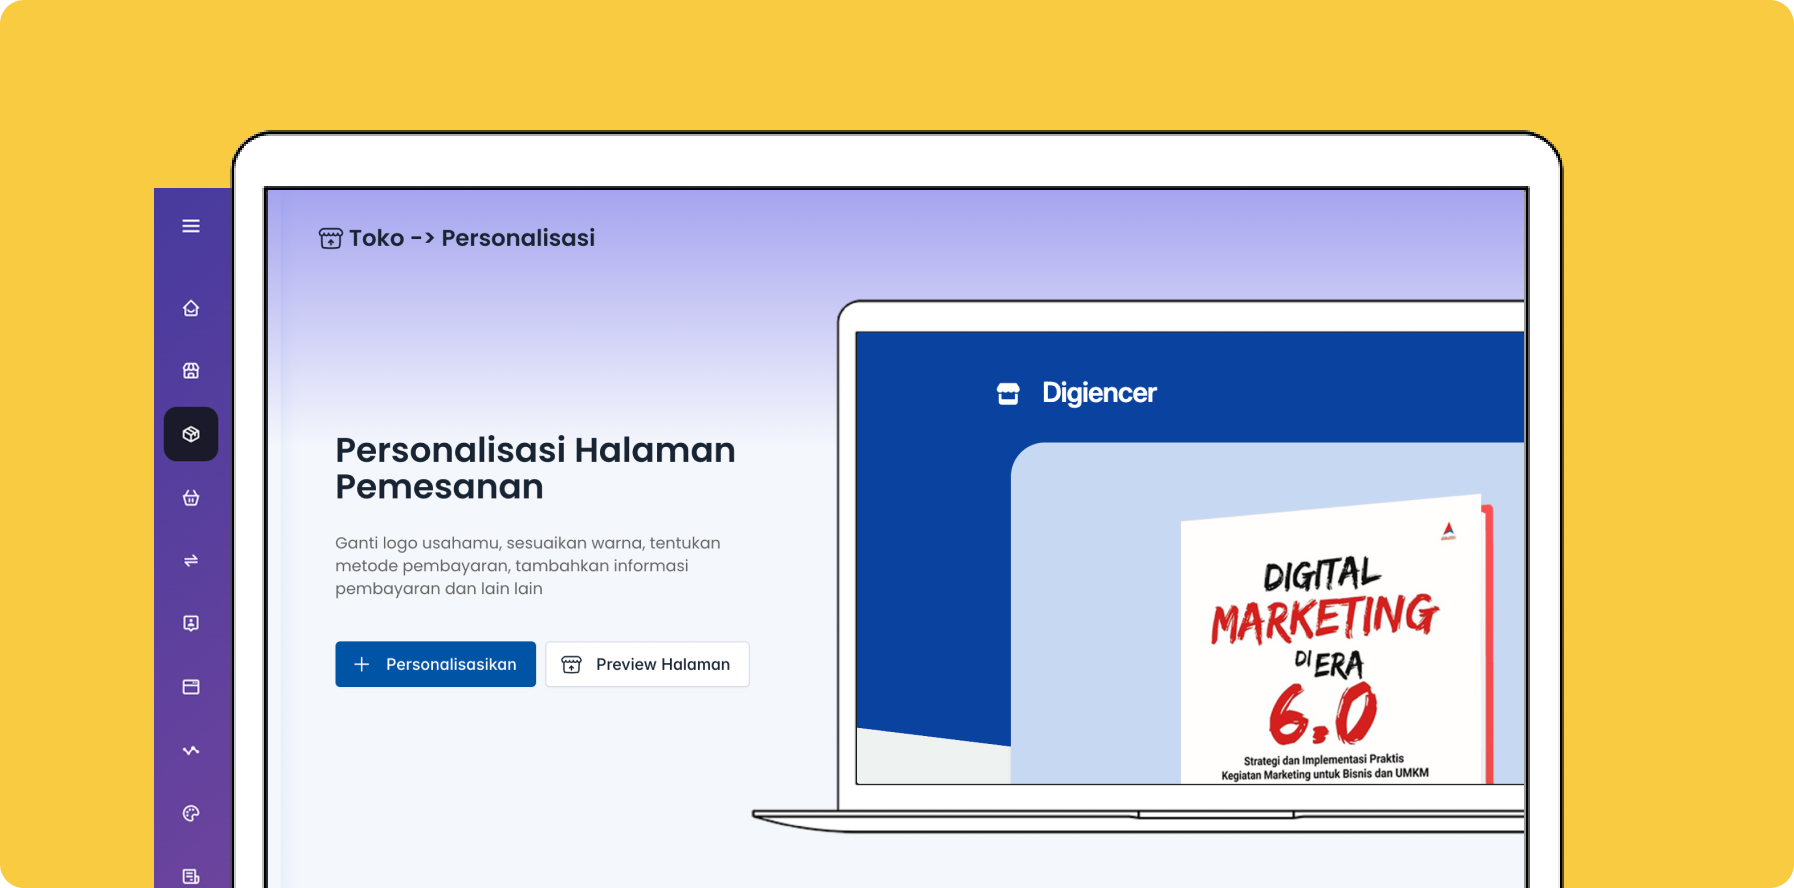 Toko -> Personalisasi
Personalisasi Halaman
Pemesanan
Ganti logo usahamu, sesuaikan warna, tentukan
metode pembayaran, tambahkan informasi
pembayaran dan lain lain
Personalisasikan
Preview Halaman
Digiencer
DIGITAL
MARKETING
DI ERA
6.0
Strategi dan Implementasi Praktis
Kegiatan Marketing untuk Bisnis dan UMKM